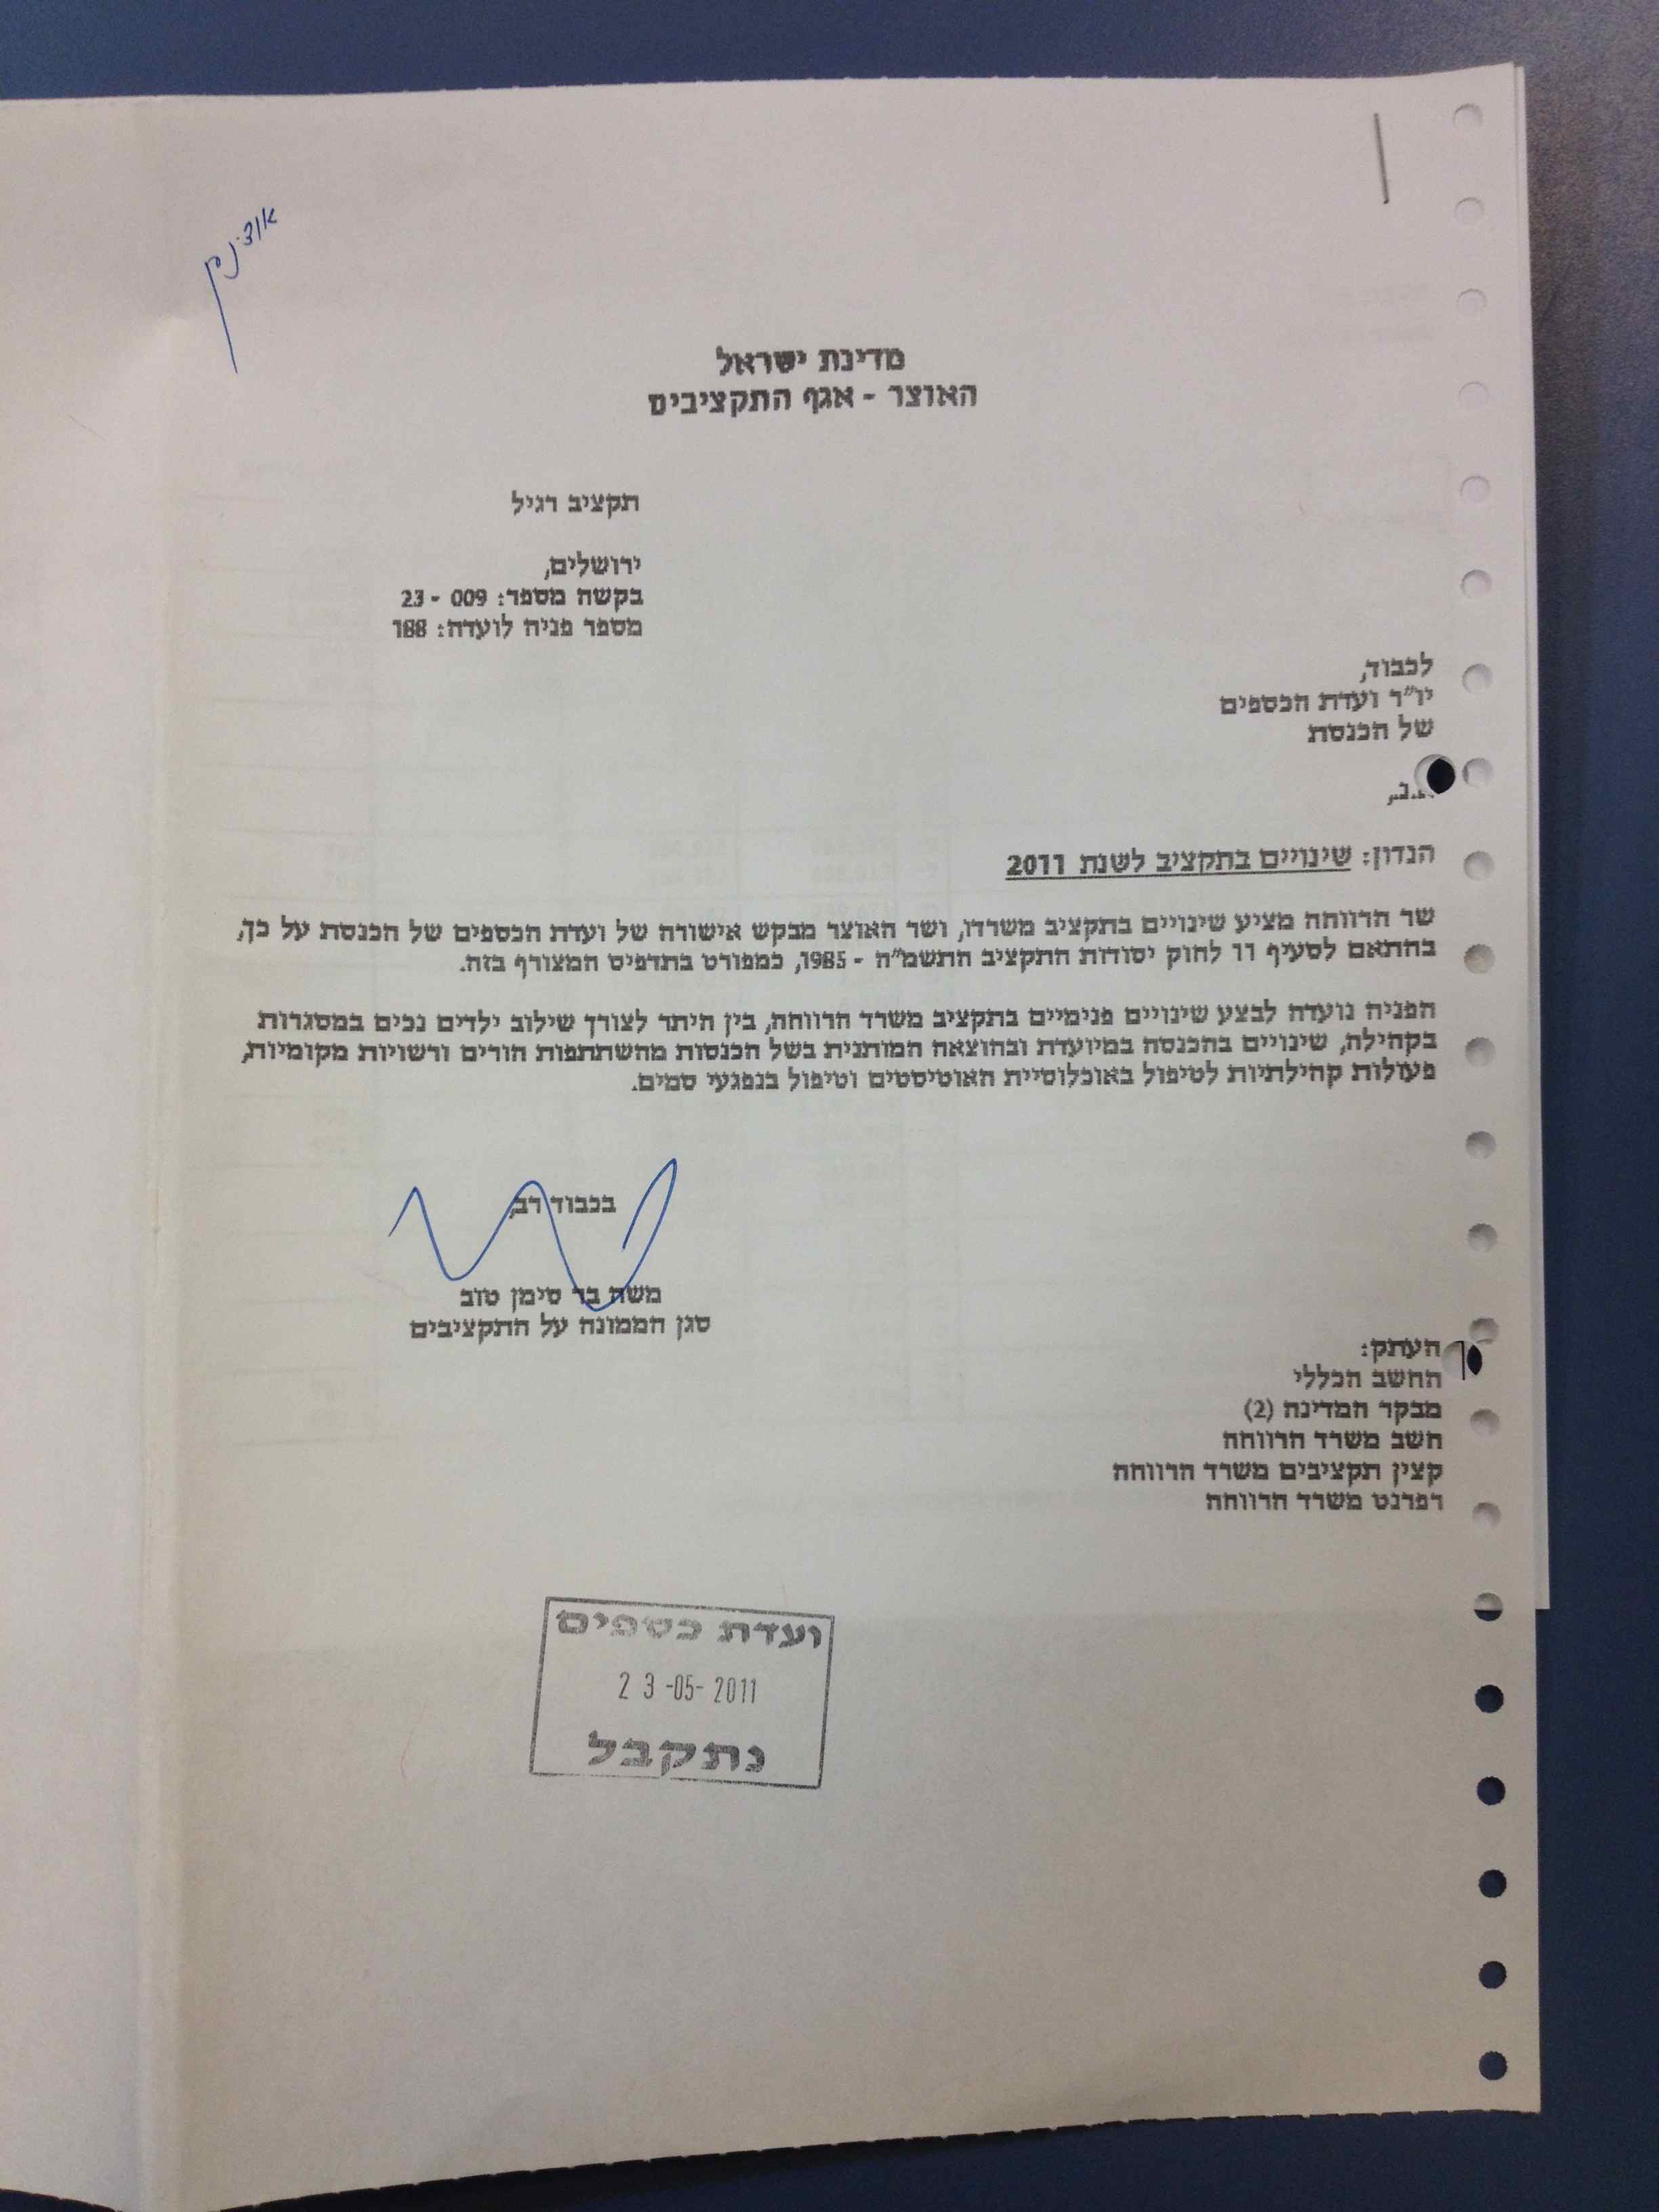 מדינת ישראל
האוצר - אגף התקציבים
תקציב רגיל
ירושלים,
בקשה מספר: 009 - 23
מספר פניה לועדה: 188
לכבוד,
יו"ר ועדת הכספים
של הכנסת
הנדון: שינויים בתקציב לשנת 2011
שר הרווחה מציע שינויים בתקציב משרדו, ושר האוצר מבקש אישורה של ועדת הכספים של הכנסת על כך,
בהתאם לסעיף 11 לחוק יסודות התקציב התשמ"ה - 1985, כמפורט בתדפיס המצורף בזה.
הפניה נועדה לבצע שינויים פנימיים בתקציב משרד הרווחה, בין היתר לצורך שילוב ילדים נכים במסגרות
בקהילה, שינויים בהכנסה במיועדת ובהוצאה המותנית בשל הכנסות מהשתתפות הורים ורשויות מקומיות,
פעולות קהילתיות לטיפול באוכלוסיית האוטיסטים וטיפול בנפגעי סמים.
בכבוד רב,
משה בר סימן טוב
סגן הממונה על התקציבים
העתק:
החשב הכללי
מבקר המדינה (2)
חשב משרד הרווחה
קצין תקציבים משרד הרווחה
רפרנט משרד הרווחה
ועדת כספים
23-05-2011
נתקבל